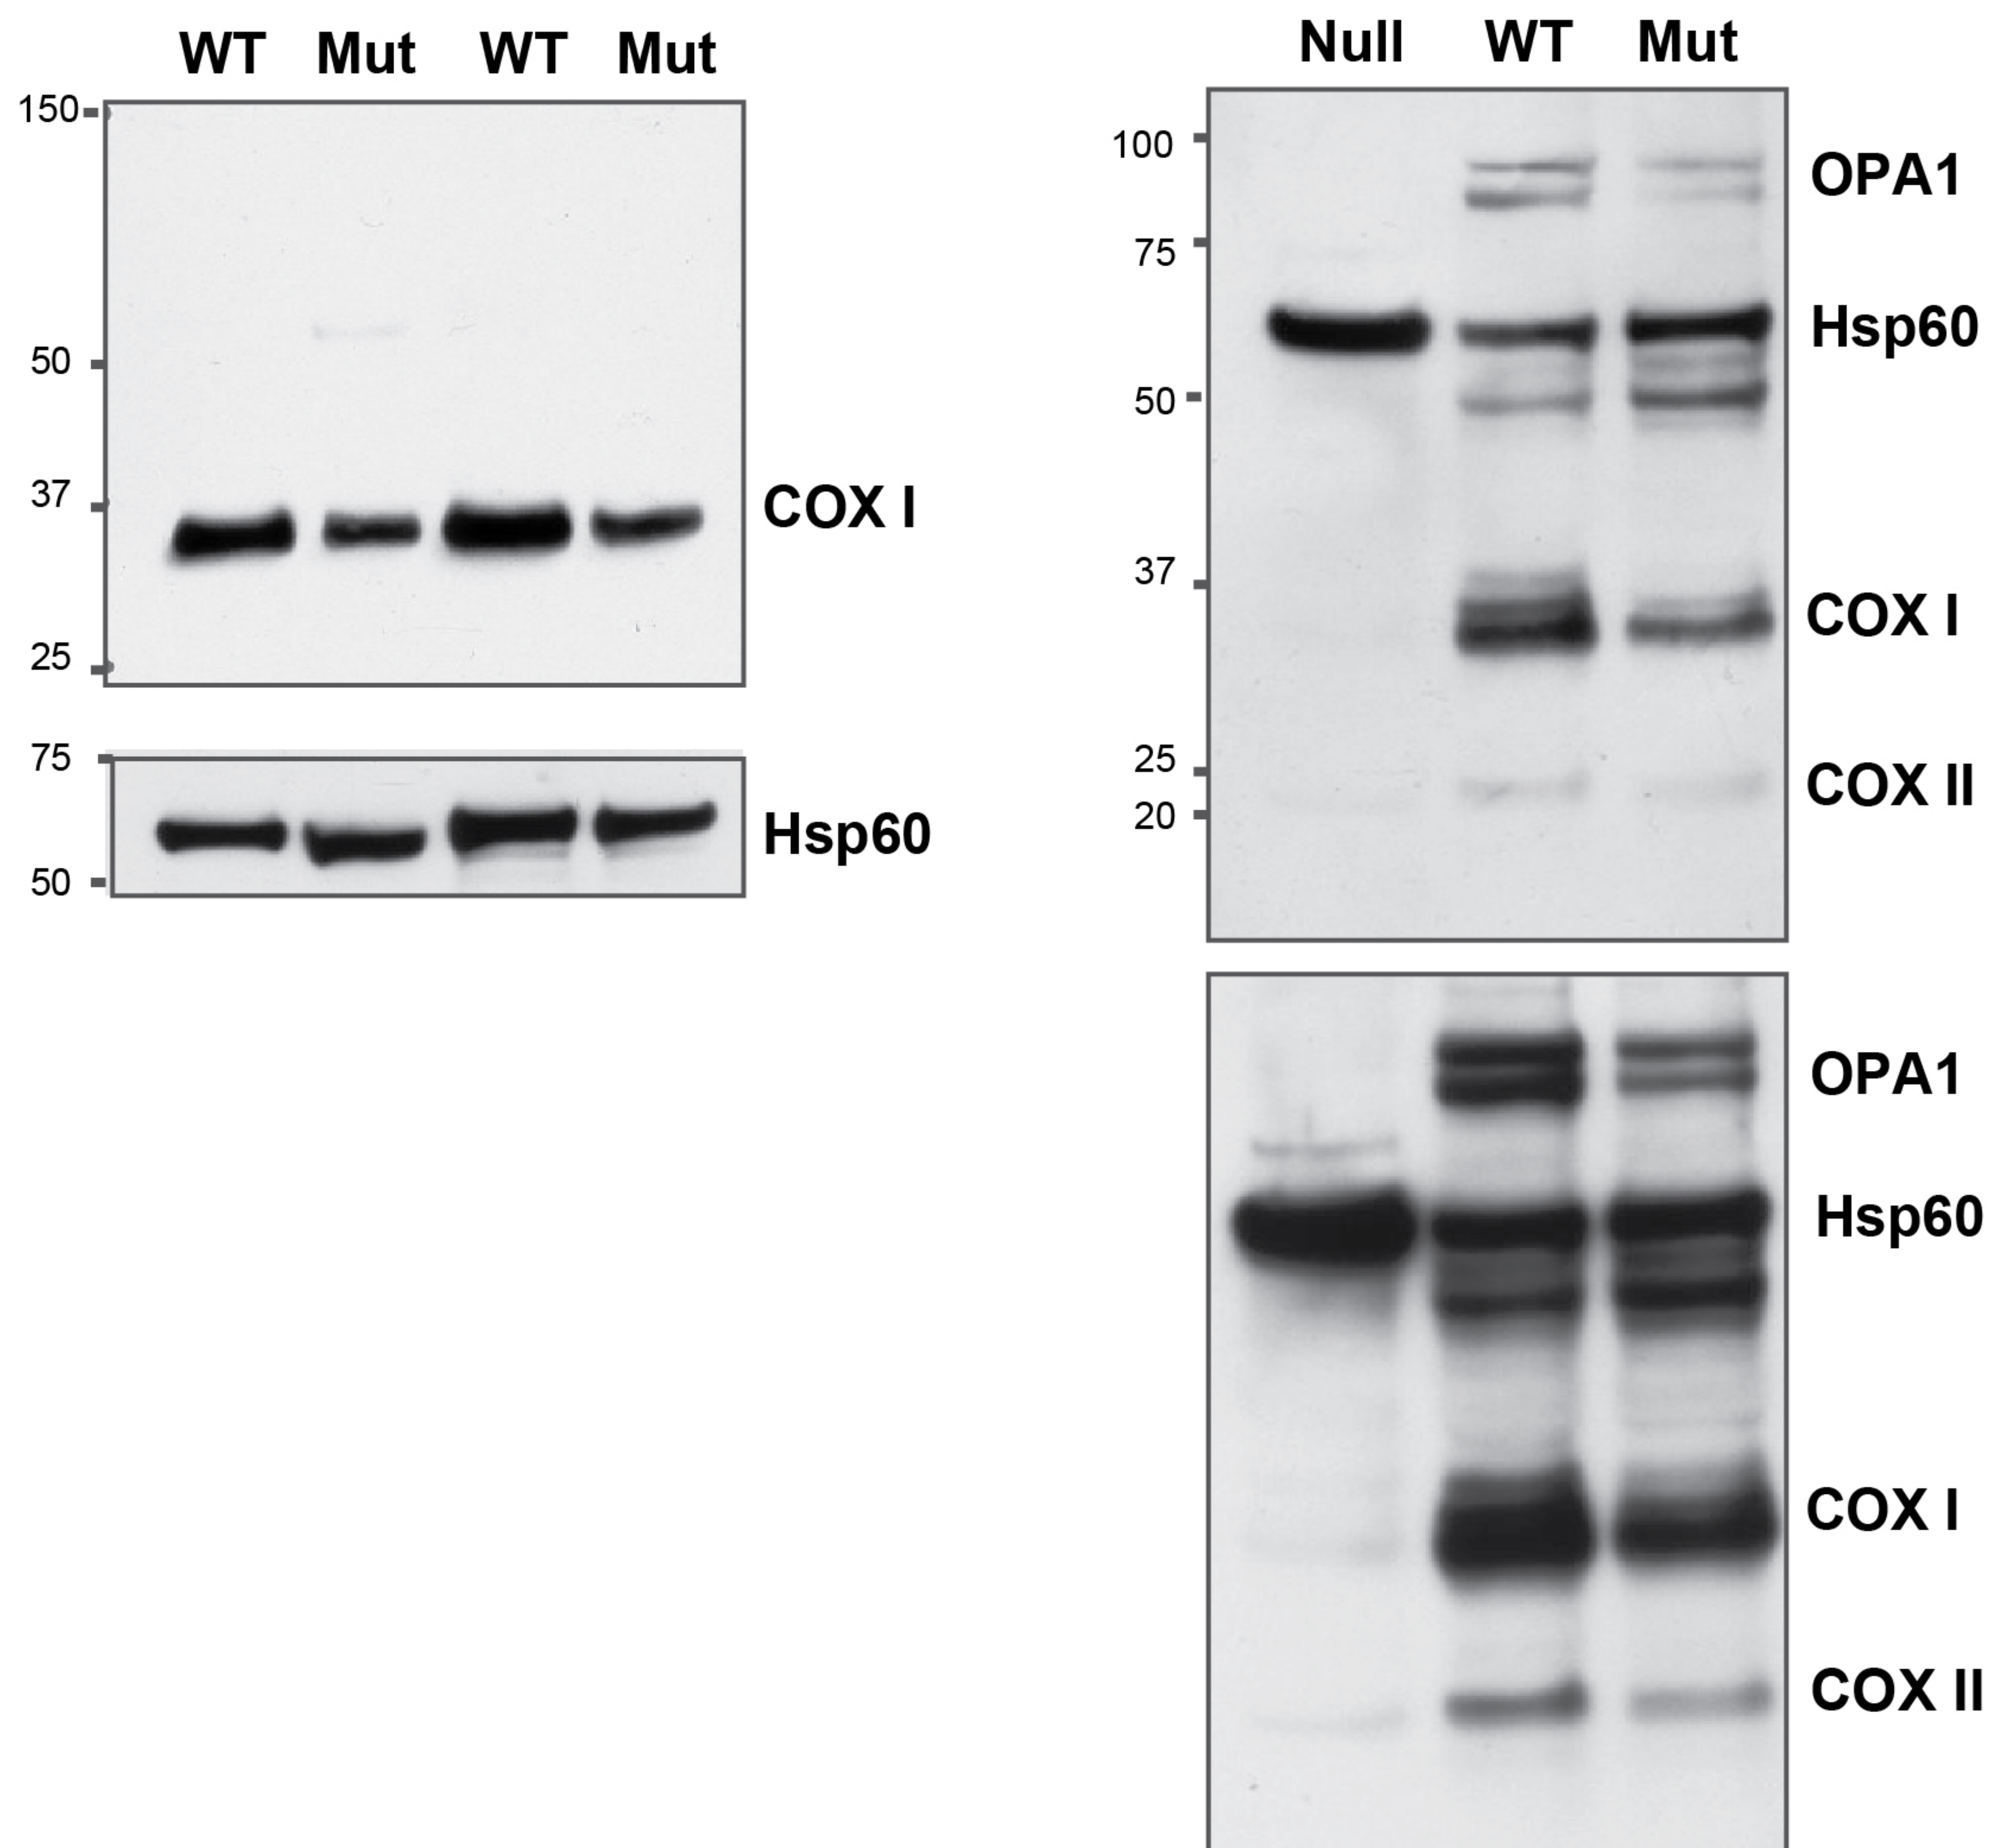 WT Mut WT Mut
150
50
37
COX I
25
75
Hsp60
50
Null WT Mut
100
OPA1
75
Hsp60
50
37
COX I
25
COX II
20
OPA1
Hsp60
COX I
COX II